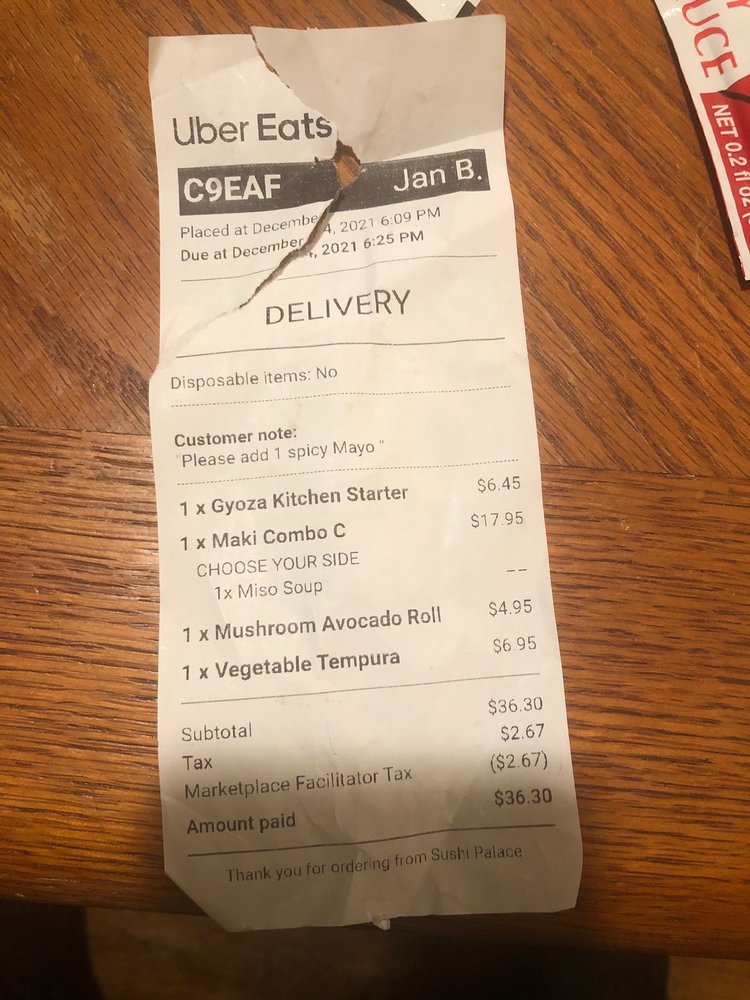 Uber Eats
C9EAF Jan B.
Placed at December 4, 2021 6:09 PM
Due at December 4, 2021 6:25 PM
DELIVERY
Disposable items: No
Customer note:
"Please add 1 spicy Mayo "
1 x Gyoza Kitchen Starter $6.45
1 x Maki Combo C $17.95
CHOOSE YOUR SIDE
1x Miso Soup --
1 x Mushroom Avocado Roll $4.95
1 x Vegetable Tempura $6.95
Subtotal $36.30
Tax $2.67
Marketplace Facilitator Tax ($2.67)
Amount paid $36.30
Thank you for ordering from Sushi Palace
UCE
NET 0.2 fl oz